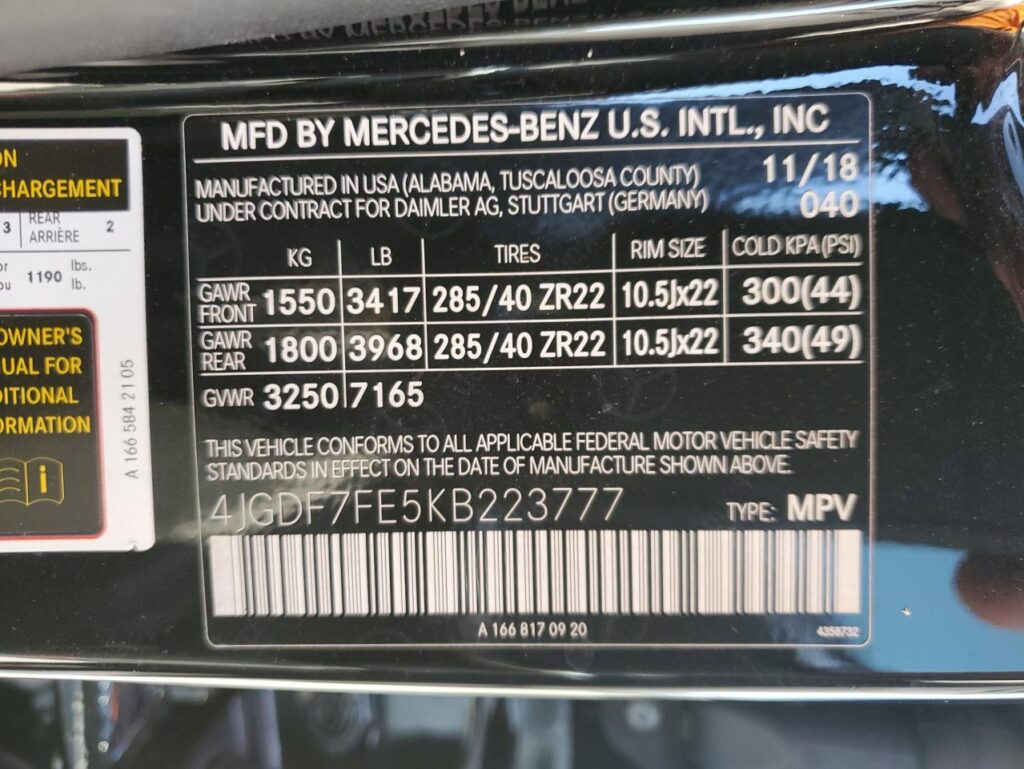 MFD BY MERCEDES-BENZ U.S. INTL., INC
MANUFACTURED IN USA (ALABAMA, TUSCALOOSA COUNTY) 11/18
UNDER CONTRACT FOR DAIMLER AG, STUTTGART (GERMANY) 040
KG LB TIRES RIM SIZE COLD KPA(PSI)
GAWR FRONT 1550 3417 285/40 ZR22 10.5Jx22 300(44)
GAWR REAR 1800 3968 285/40 ZR22 10.5Jx22 340(49)
GVWR 3250 7165
THIS VEHICLE CONFORMS TO ALL APPLICABLE FEDERAL MOTOR VEHICLE SAFETY
STANDARDS IN EFFECT ON THE DATE OF MANUFACTURE SHOWN ABOVE.
4JGDF7FE5KB223777 TYPE: MPV
A 166 817 09 20 4358732
ON
CHARGEMENT
3 REAR 2
ARRIÈRE
or 1190 lbs.
ou lb.
OWNER'S
UAL FOR
DITIONAL
ORMATION
i
A 166 584 21 05